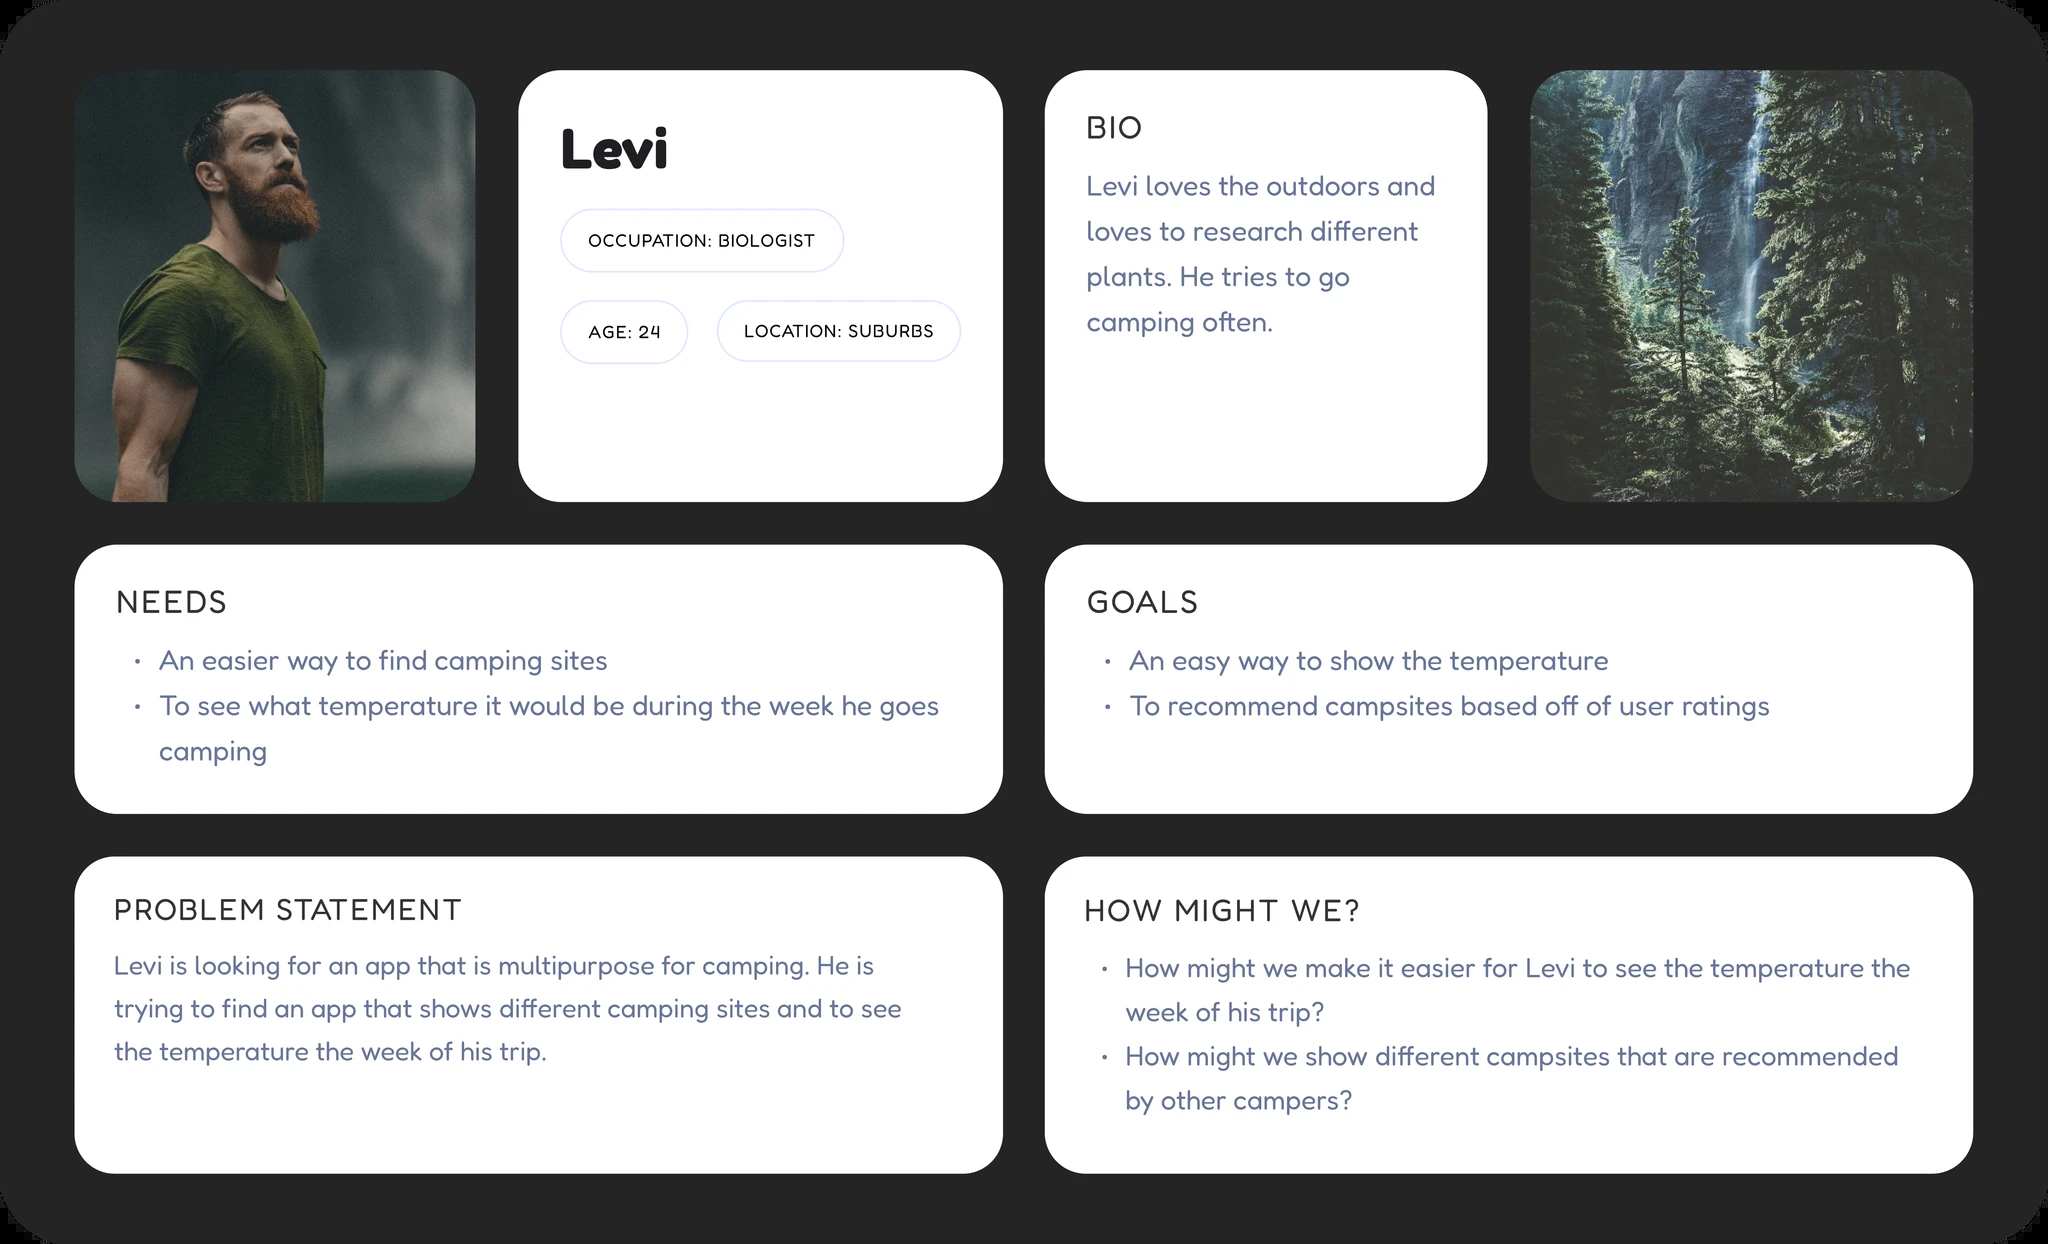 Levi
OCCUPATION: BIOLOGIST
AGE: 24
LOCATION: SUBURBS
BIO
Levi loves the outdoors and
loves to research different
plants. He tries to go
camping often.
NEEDS
• An easier way to find camping sites
• To see what temperature it would be during the week he goes
camping
GOALS
• An easy way to show the temperature
• To recommend campsites based off of user ratings
PROBLEM STATEMENT
Levi is looking for an app that is multipurpose for camping. He is
trying to find an app that shows different camping sites and to see
the temperature the week of his trip.
HOW MIGHT WE?
• How might we make it easier for Levi to see the temperature the
week of his trip?
• How might we show different campsites that are recommended
by other campers?